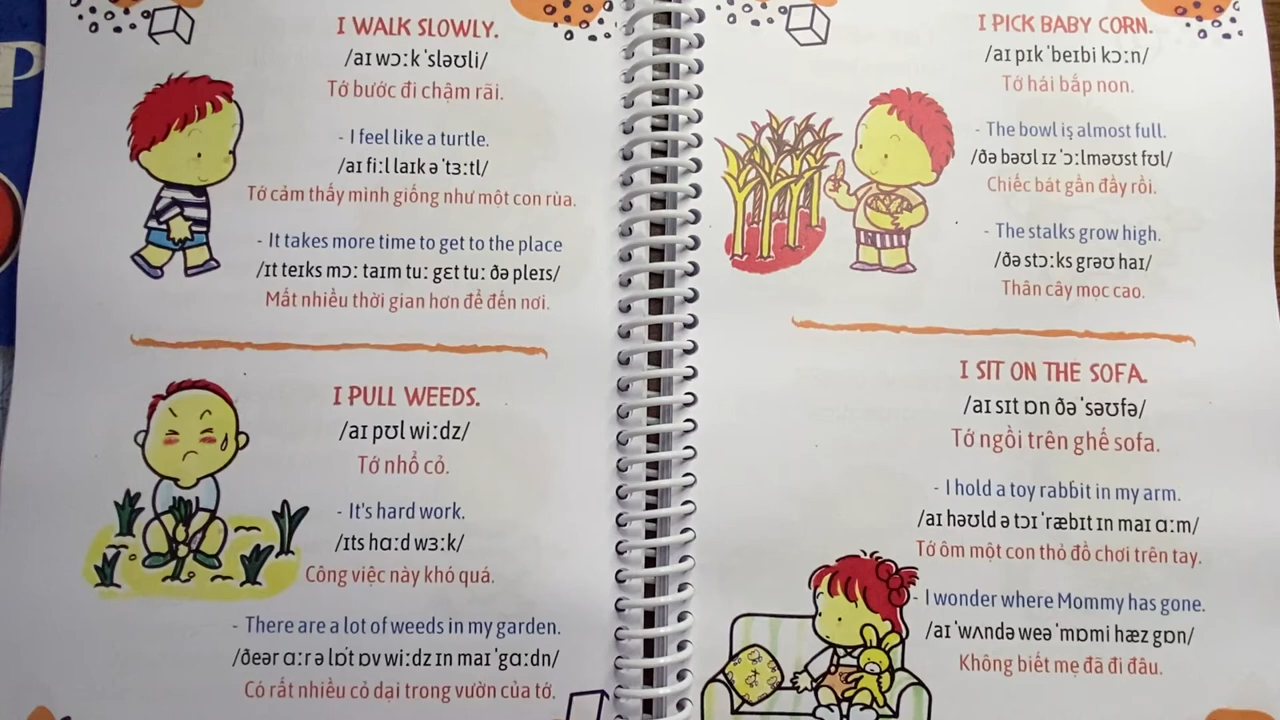 P
I WALK SLOWLY.
/aɪ wɔːk ˈsləʊli/
Tớ bước đi chậm rãi.
- I feel like a turtle.
/aɪ fiːl laɪk ə ˈtɜːtl/
Tớ cảm thấy mình giống như một con rùa.
- It takes more time to get to the place
/ɪt teɪks mɔː taɪm tuː gɛt tuː ðə pleɪs/
Mất nhiều thời gian hơn để đến nơi.
I PULL WEEDS.
/aɪ pʊl wiːdz/
Tớ nhổ cỏ.
- It's hard work.
/ɪts hɑːd wɜːk/
Công việc này khó quá.
- There are a lot of weeds in my garden.
/ðeər ɑːr ə lɒt ɒv wiːdz ɪn maɪ ˈgɑːdn/
Có rất nhiều cỏ dại trong vườn của tớ.
I PICK BABY CORN.
/aɪ pɪk ˈbeɪbi kɔːn/
Tớ hái bắp non.
- The bowl is almost full.
/ðə bəʊl ɪz ˈɔːlməʊst fʊl/
Chiếc bát gần đầy rồi.
- The stalks grow high.
/ðə stɔːks grəʊ haɪ/
Thân cây mọc cao.
I SIT ON THE SOFA.
/aɪ sɪt ɒn ðə ˈsəʊfə/
Tớ ngồi trên ghế sofa.
- I hold a toy rabbit in my arm.
/aɪ həʊld ə tɔɪ ˈræbɪt ɪn maɪ ɑːm/
Tớ ôm một con thỏ đồ chơi trên tay.
- I wonder where Mommy has gone.
/aɪ ˈwʌndə weə ˈmɒmi hæz gɒn/
Không biết mẹ đã đi đâu.